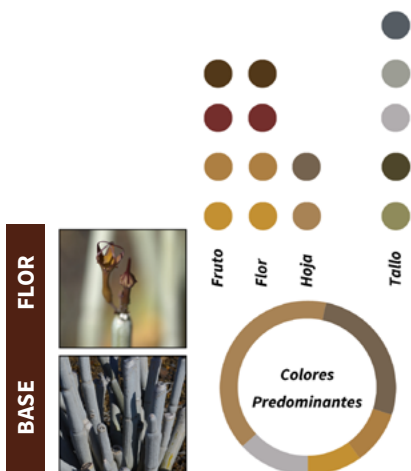 FLOR
BASE
Fruto
Flor
Hoja
Tallo
Colores
Predominantes